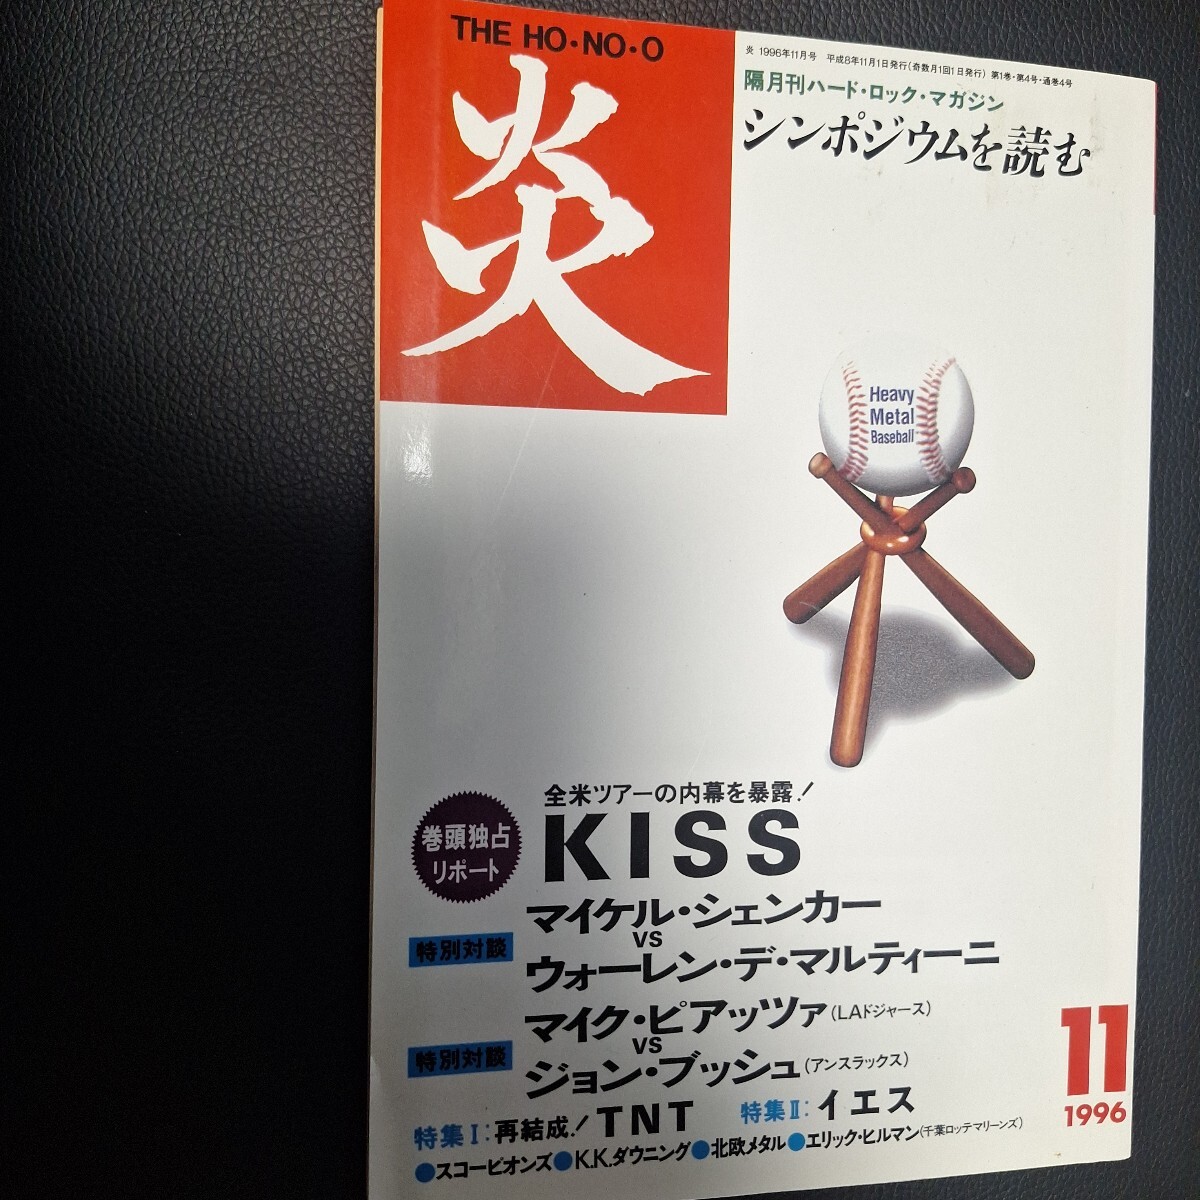 THE HO・NO・O
炎
炎 1996年11月号 平成8年11月1日発行(奇数月1回1日発行) 第1巻・第4号・通巻4号
隔月刊ハード・ロック・マガジン
シンポジウムを読む
Heavy
Metal
Baseball
巻頭独占
リポート
全米ツアーの内幕を暴露!
KISS
特別対談
マイケル・シェンカー
VS
ウォーレン・デ・マルティーニ
特別対談
マイク・ピアッツァ(LAドジャース)
VS
ジョン・ブッシュ(アンスラックス)
特集Ⅰ:再結成!TNT 特集Ⅱ:イエス
●スコーピオンズ●K.K.ダウニング●北欧メタル●エリック・ヒルマン(千葉ロッテマリーンズ)
11
1996